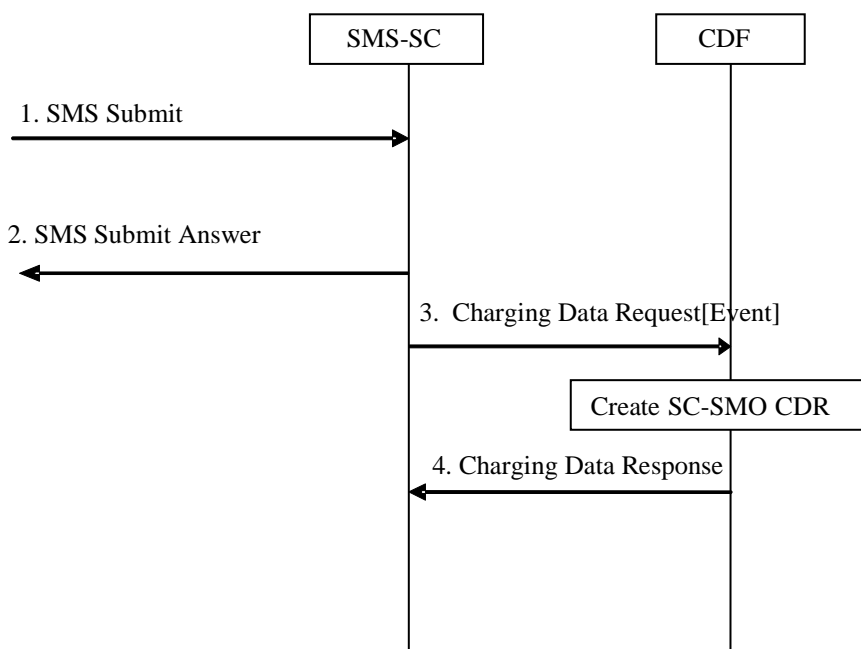 SMS-SC
CDF
1. SMS Submit
2. SMS Submit Answer
3. Charging Data Request[Event]
Create SC-SMO CDR
4. Charging Data Response